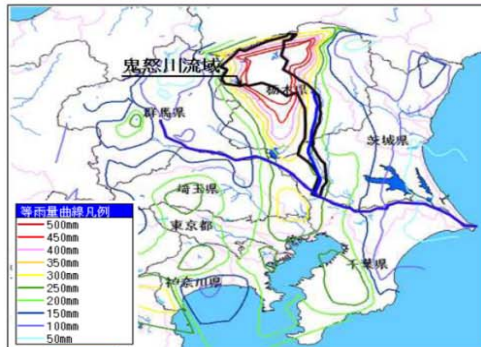 鬼怒川流域
栃木県
群馬県
茨城県
埼玉県
東京都
千葉県
神奈川県
等雨量曲線凡例
500mm
450mm
400mm
350mm
300mm
250mm
200mm
150mm
100mm
50mm